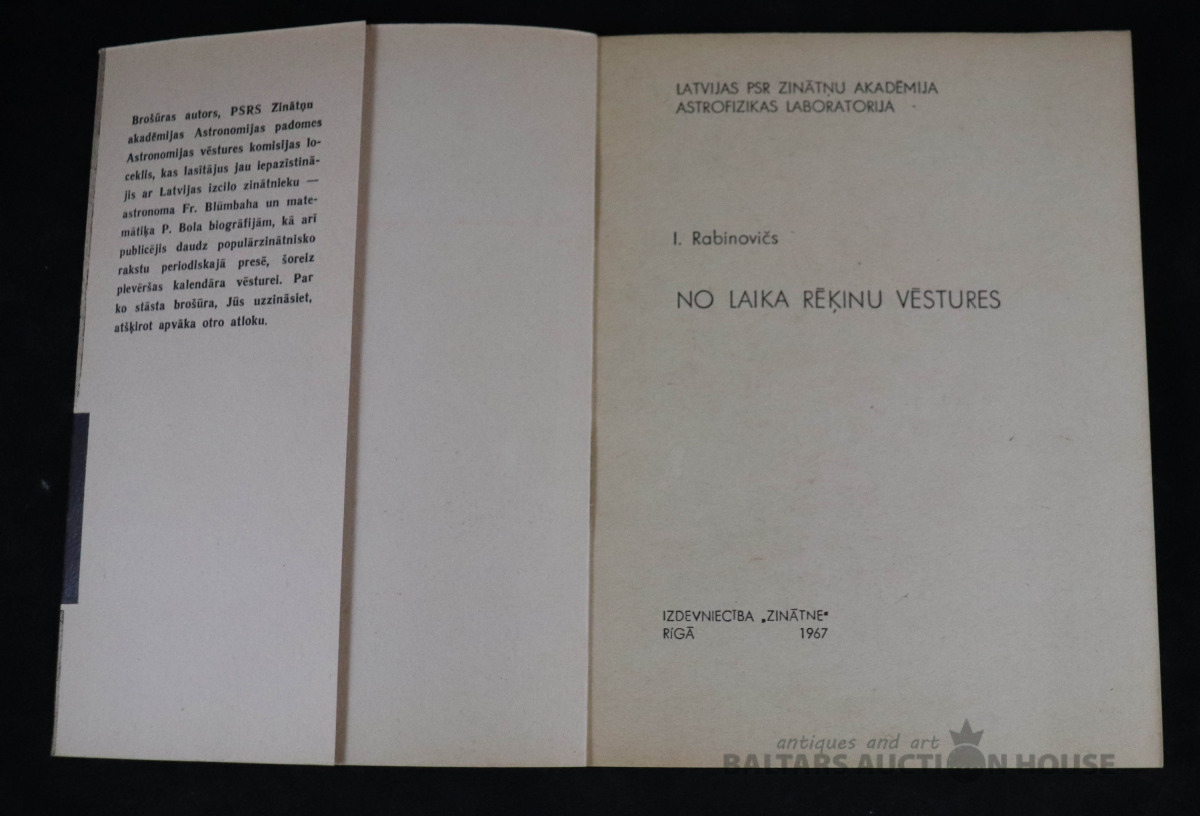 Brošūras autors, PSRS Zinātņu
akadēmijas Astronomijas padomes
Astronomijas vēstures komisijas lo-
ceklis, kas lasītājus jau iepazīstinā-
jis ar Latvijas izcilo zinātnieku —
astronoma Fr. Blūmbaha un mate-
mātiķa P. Bola biogrāfijām, kā arī
publicējis daudz populārzinātnisko
rakstu periodiskajā presē, šoreiz
pievēršas kalendāra vēsturei. Par
ko stāsta brošūra, Jūs uzzināsiet,
atšķirot apvāka otro atloku.
LATVIJAS PSR ZINĀTŅU AKADĒMIJA
ASTROFIZIKAS LABORATORIJA
I. Rabinovičs
NO LAIKA RĒĶINU VĒSTURES
IZDEVNIECĪBA „ZINĀTNE"
RĪGĀ 1967
antiques and art
BALTARS AUCTION HOUSE